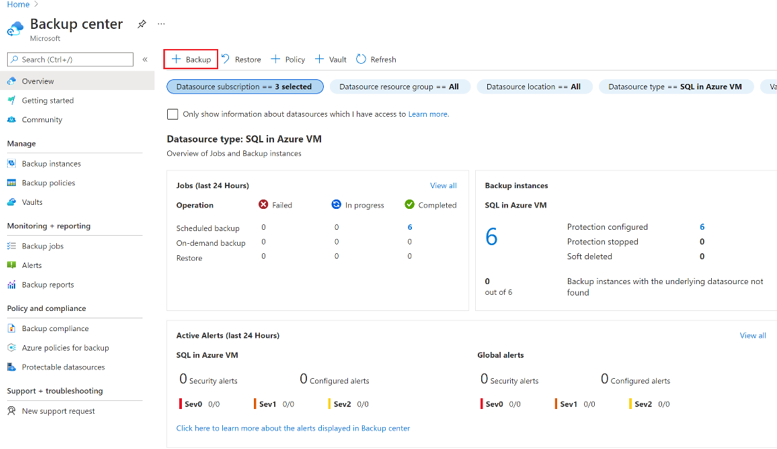 Home
Backup center
...
Microsoft
Search (Ctrl+/)
«
Overview
Getting started
Community
Manage
Backup instances
Backup policies
Vaults
Monitoring + reporting
Backup jobs
Alerts
Backup reports
Policy and compliance
Backup compliance
Azure policies for backup
Protectable datasources
Support + troubleshooting
New support request
+ Backup Restore + Policy + Vault Refresh
Datasource subscription == 3 selected Datasource resource group == All Datasource location == All Datasource type == SQL in Azure VM Va
Only show information about datasources which I have access to Learn more.
Datasource type: SQL in Azure VM
Overview of Jobs and Backup instances
Jobs (last 24 Hours) View all
Operation Failed In progress Completed
Scheduled backup 0 0 6
On-demand backup 0 0 0
Restore 0 0 0
Backup instances
SQL in Azure VM
6
Protection configured 6
Protection stopped 0
Soft deleted 0
0
out of 6
Backup instances with the underlying datasource not
found
Active Alerts (last 24 Hours) View all
SQL in Azure VM
0 Security alerts 0 Configured alerts
Sev0 0/0 Sev1 0/0 Sev2 0/0
Global alerts
0 Security alerts 0 Configured alerts
Sev0 0/0 Sev1 0/0 Sev2 0/0
Click here to learn more about the alerts displayed in Backup center